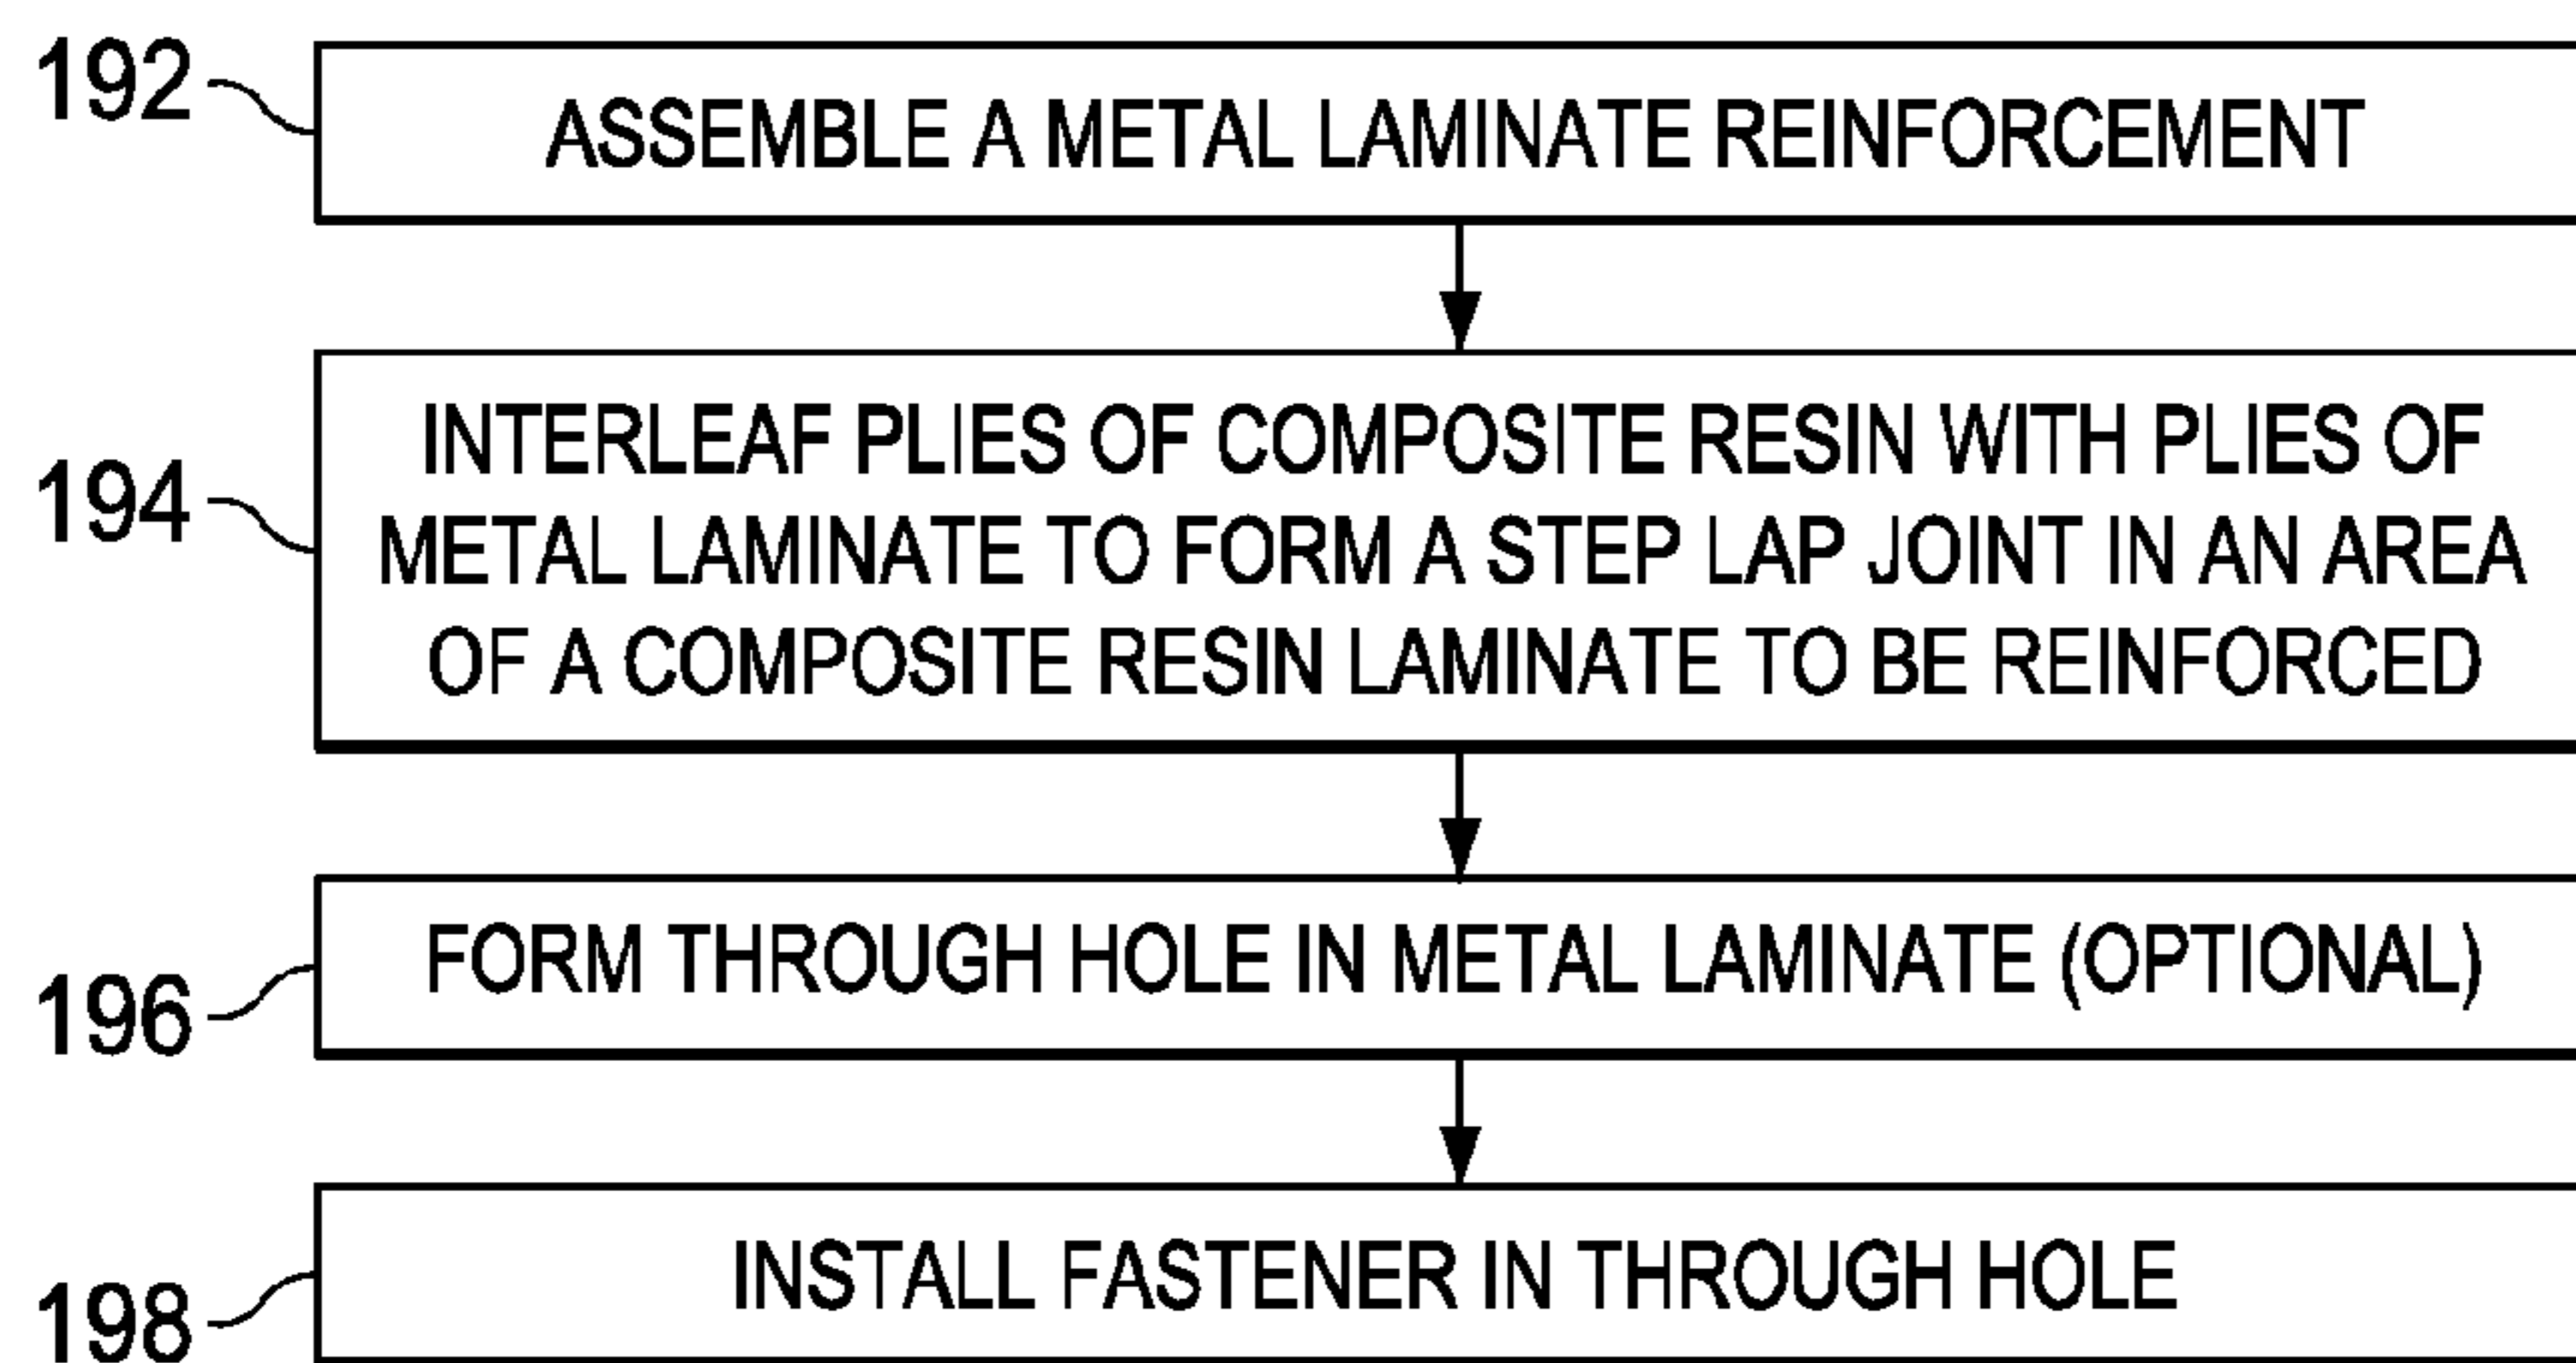 192
ASSEMBLE A METAL LAMINATE REINFORCEMENT
194
INTERLEAF PLIES OF COMPOSITE RESIN WITH PLIES OF
METAL LAMINATE TO FORM A STEP LAP JOINT IN AN AREA
OF A COMPOSITE RESIN LAMINATE TO BE REINFORCED
196
FORM THROUGH HOLE IN METAL LAMINATE (OPTIONAL)
198
INSTALL FASTENER IN THROUGH HOLE